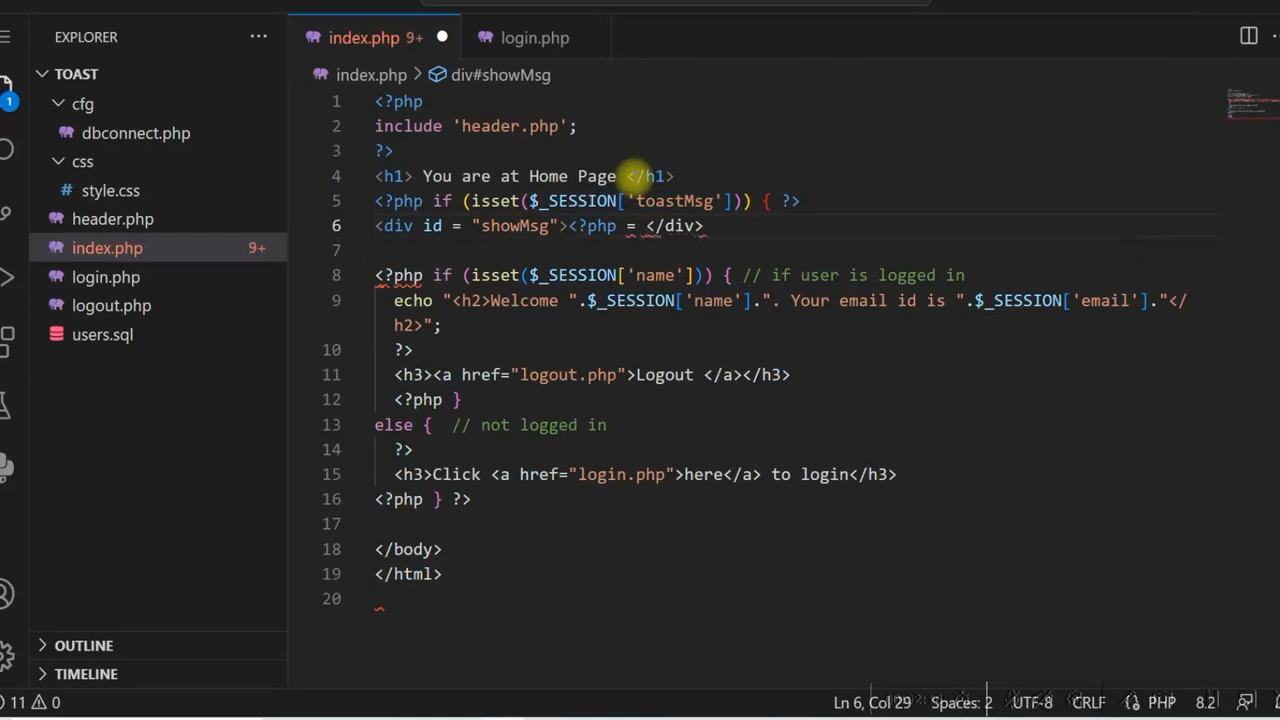 EXPLORER
index.php 9+
login.php
TOAST
index.php > div#showMsg
cfg
dbconnect.php
css
style.css
header.php
index.php 9+
login.php
logout.php
users.sql
1 <?php
2 include 'header.php';
3 ?>
4 <h1> You are at Home Page </h1>
5 <?php if (isset($_SESSION['toastMsg'])) { ?>
6 <div id = "showMsg"><?php = </div>
7
8 <?php if (isset($_SESSION['name'])) { // if user is logged in
9 echo "<h2>Welcome ".$_SESSION['name'].". Your email id is ".$_SESSION['email']."</
h2>";
10 ?>
11 <h3><a href="logout.php">Logout </a></h3>
12 <?php }
13 else { // not logged in
14 ?>
15 <h3>Click <a href="login.php">here</a> to login</h3>
16 <?php } ?>
17
18 </body>
19 </html>
20
1
OUTLINE
TIMELINE
11 0
Ln 6, Col 29 Spaces: 2 UTF-8 CRLF PHP 8.2